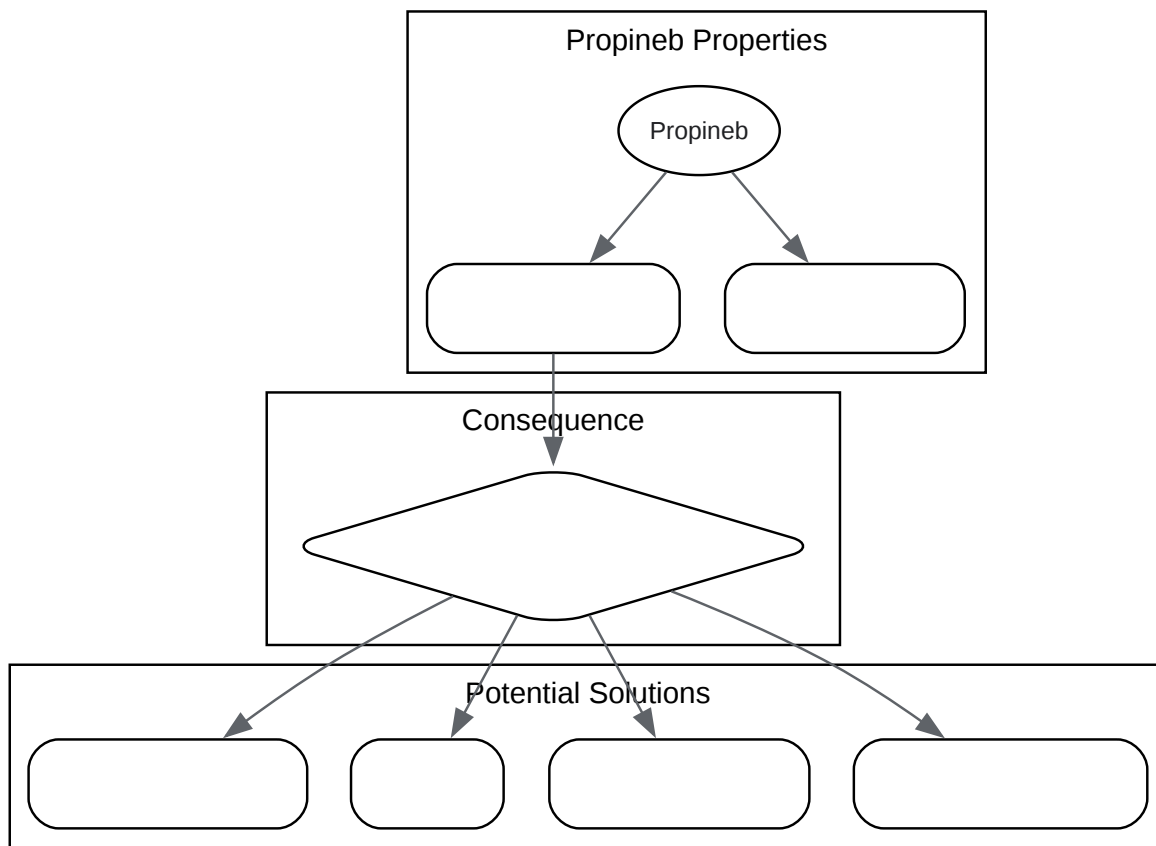 Propineb Properties
Propineb
Consequence
Potential Solutions